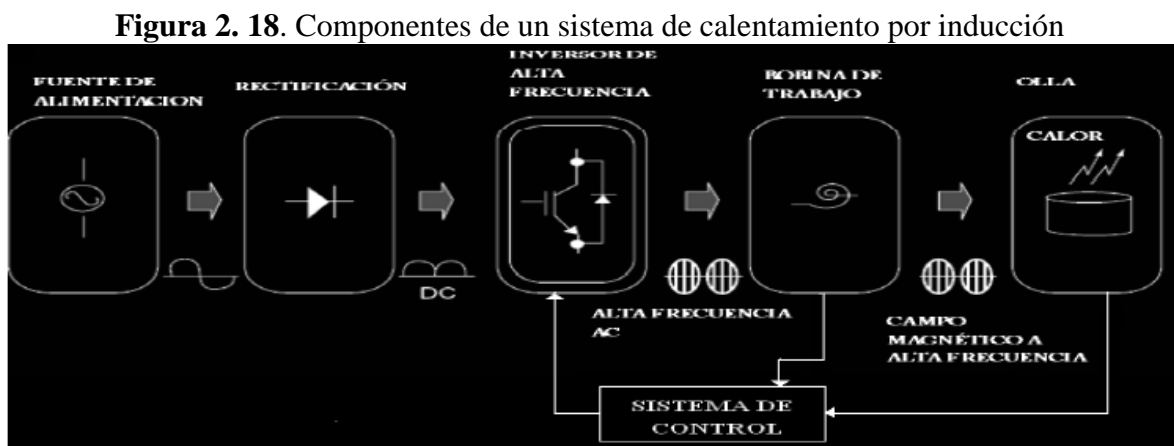 Figura 2. 18. Componentes de un sistema de calentamiento por inducción
FUENTE DE
ALIMENTACION
RECTIFICACIÓN
INVERSOR DE
ALTA
FRECUENCIA
BOBINA DE
TRABAJO
OLLA
CALOR
DC
ALTA FRECUENCIA
AC
CAMPO
MAGNÉTICO A
ALTA FRECUENCIA
SISTEMA DE
CONTROL